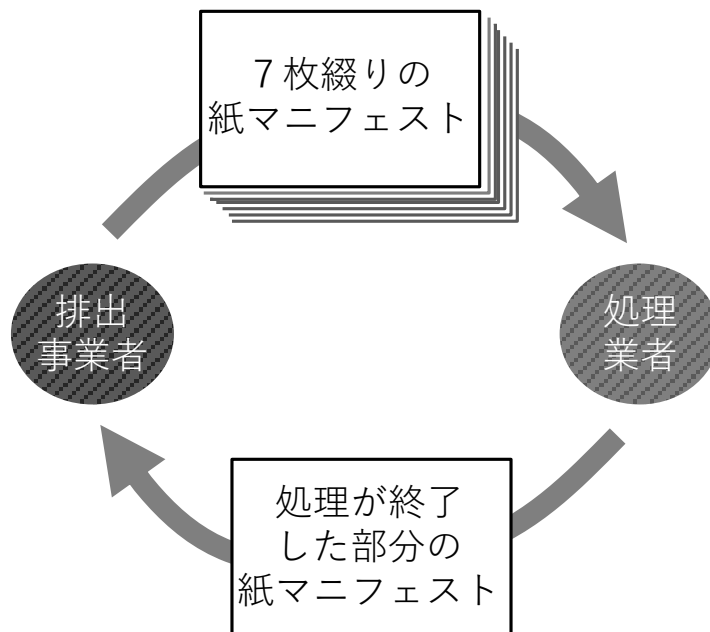 ７枚綴りの
紙マニフェスト
排出
事業者
処理
業者
処理が終了
した部分の
紙マニフェスト